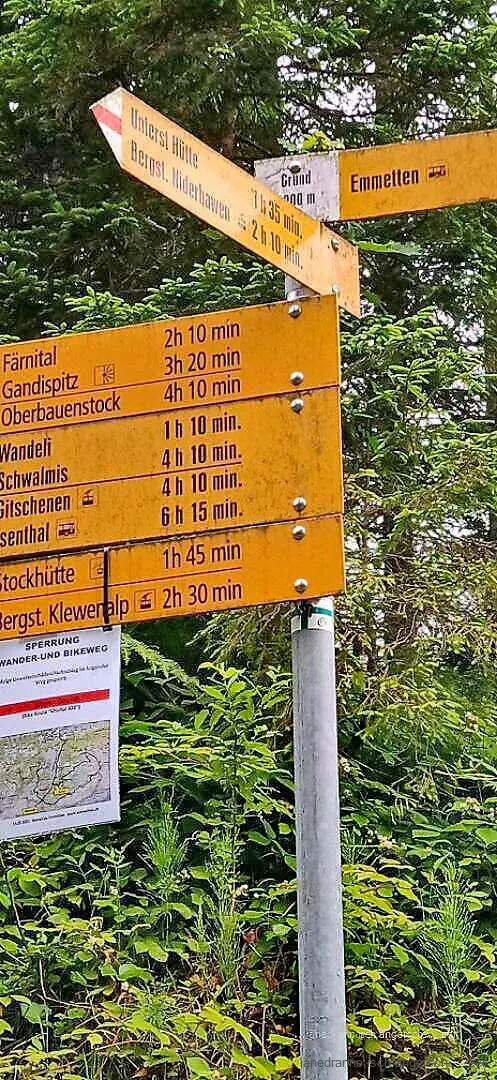 Unterst Hütte 1 h 35 min.
Bergst. Niderbawen 2 h 10 min.
Grund
Emmetten
Färnital 2h 10 min
Gandispitz 3h 20 min
Oberbauenstock 4h 10 min
Wandeli 1 h 10 min.
Schwalmis 4 h 10 min.
Gitschenen 4 h 10 min.
senthal 6 h 15 min.
Stockhütte 1h 45 min
Bergst. Klewenalp 2h 30 min
SPERRUNG
WANDER-UND BIKEWEG